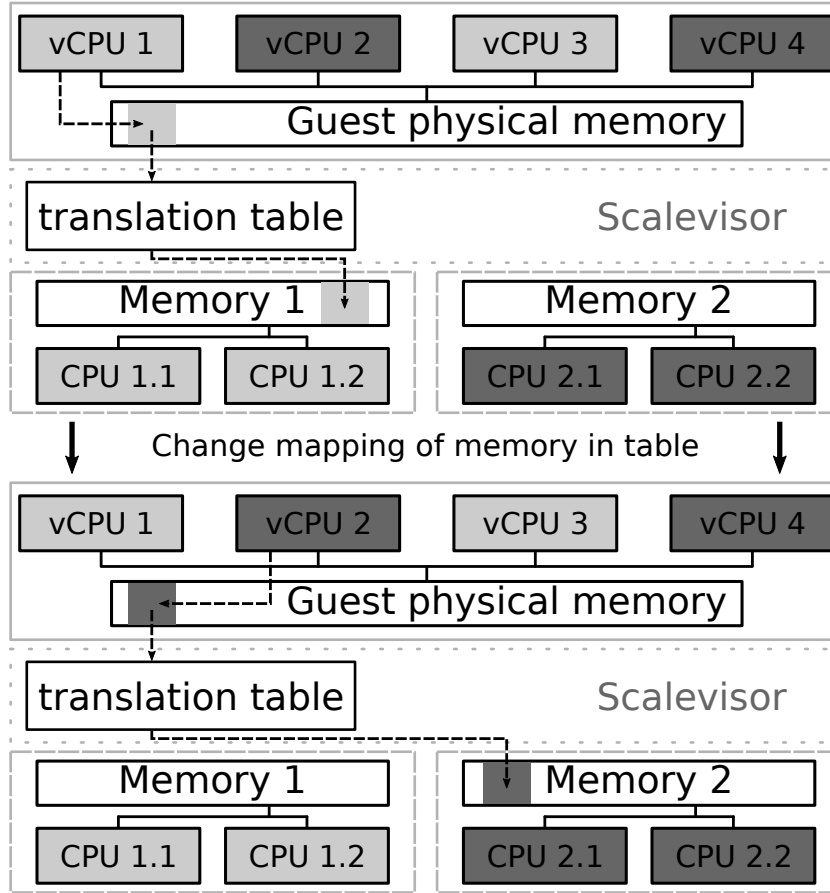 vCPU 1 vCPU 2 vCPU 3 vCPU 4
Guest physical memory
translation table Scalevisor
Memory 1 Memory 2
CPU 1.1 CPU 1.2 CPU 2.1 CPU 2.2
Change mapping of memory in table
vCPU 1 vCPU 2 vCPU 3 vCPU 4
Guest physical memory
translation table Scalevisor
Memory 1 Memory 2
CPU 1.1 CPU 1.2 CPU 2.1 CPU 2.2